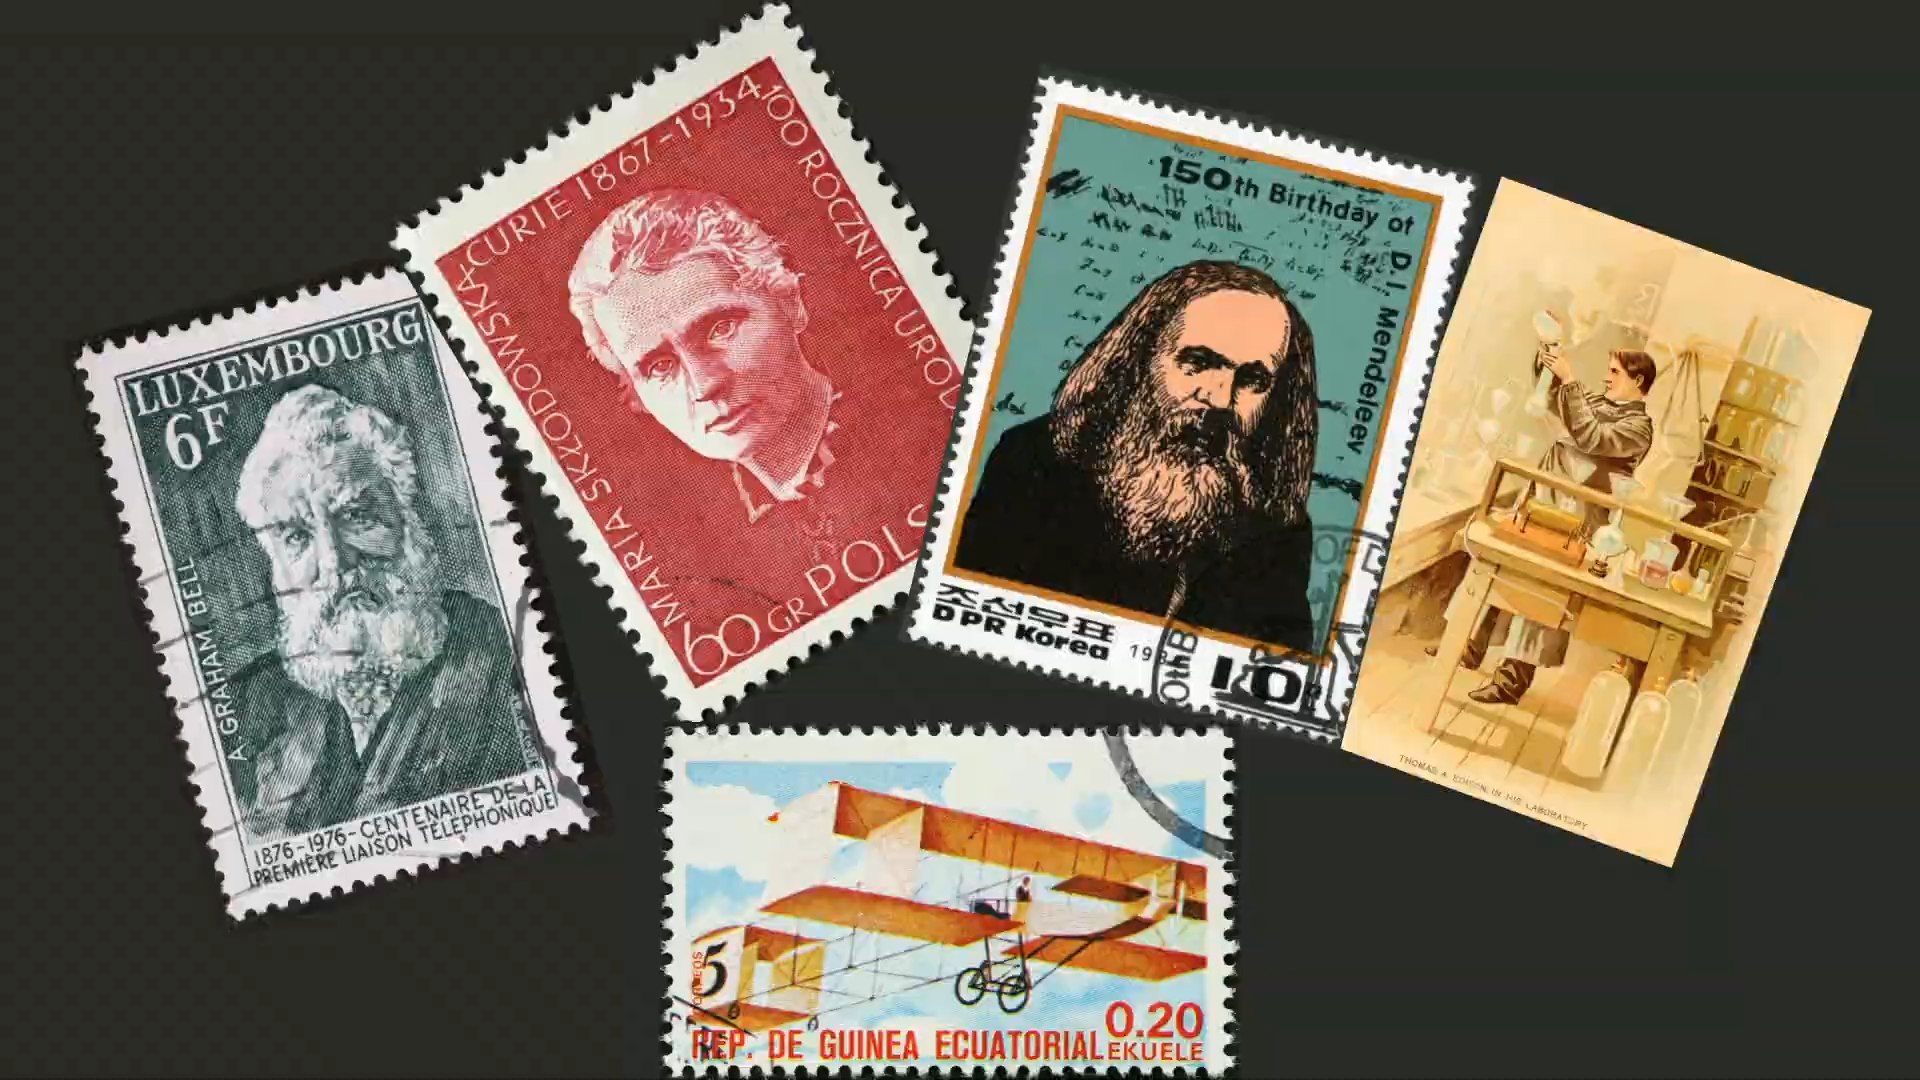 LUXEMBOURG
6F
A. GRAHAM BELL
1876-1976-CENTENAIRE DE LA
PREMIÈRE LIAISON TÉLÉPHONIQUE
MARIA SKŁODOWSKA
CURIE 1867-1934
100 ROCZNICA UROD
60 GR POLS
150th Birthday of
D I Mendeleev
조선우표
DPR Korea
10
THOMAS A. EDISON, IN HIS LABORATORY
5
CORREOS
0.20
REP. DE GUINEA ECUATORIAL EKUELE